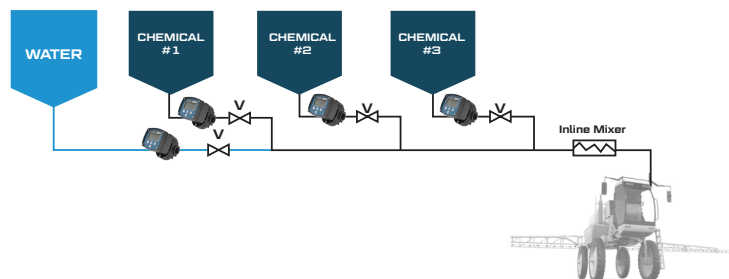 WATER
CHEMICAL
#1
CHEMICAL
#2
CHEMICAL
#3
V
V
V
V
Inline Mixer